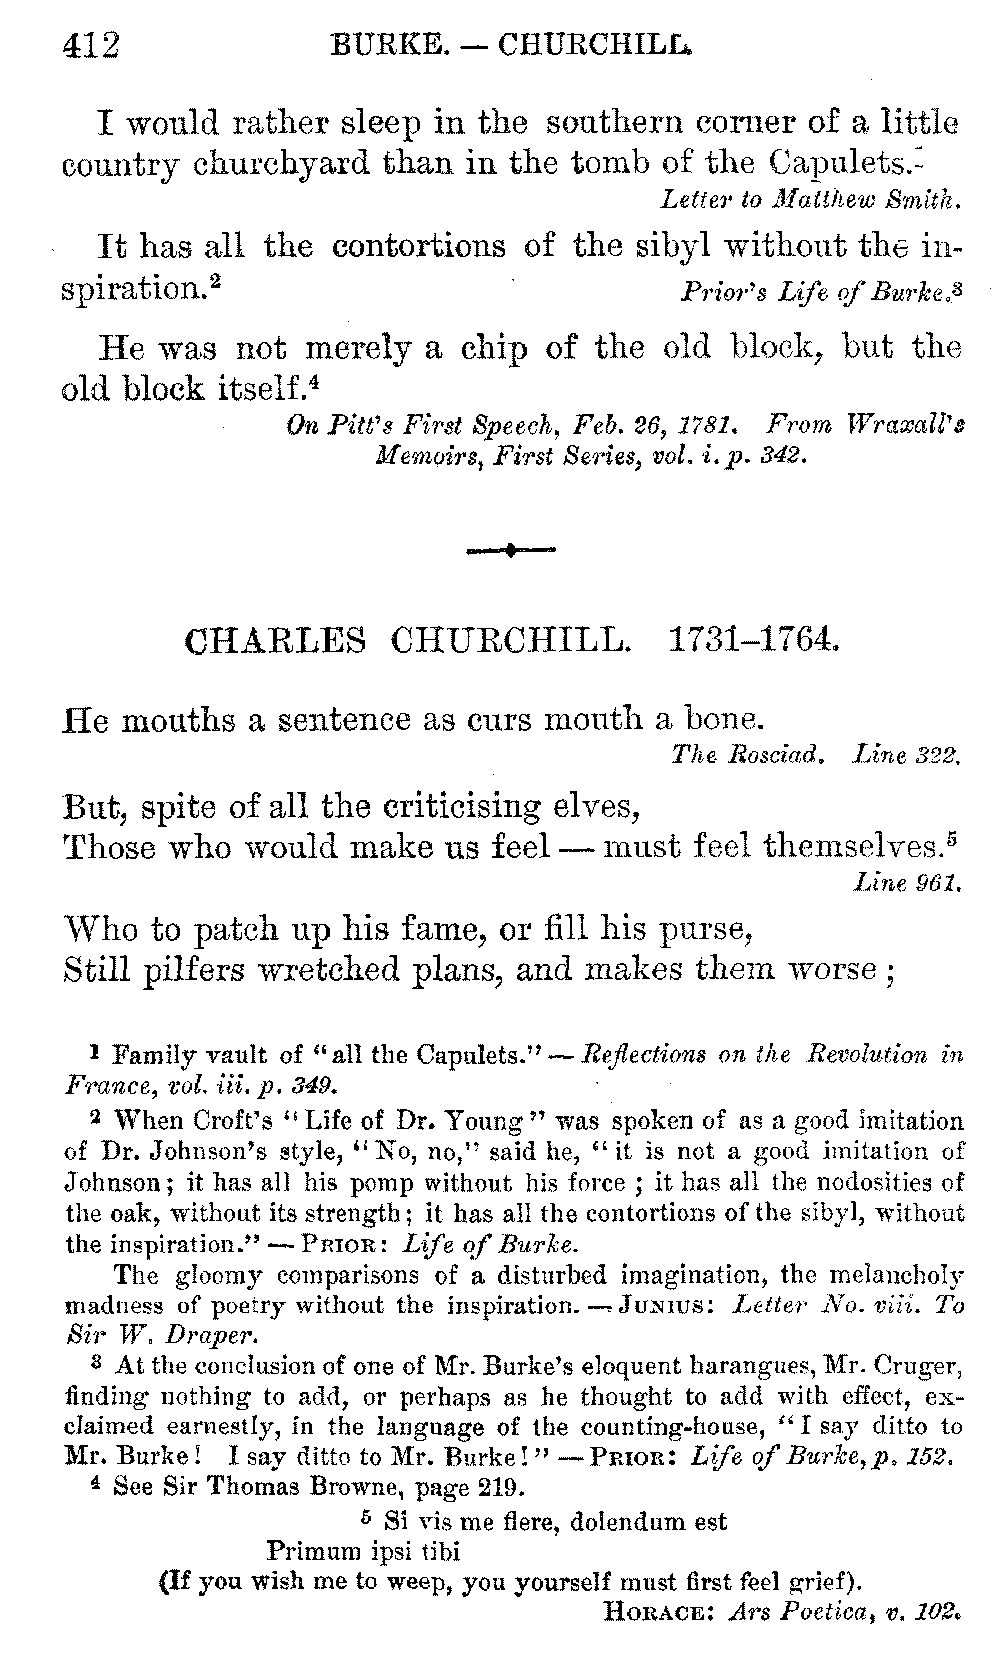 412 BURKE. — CHURCHILL.
I would rather sleep in the southern corner of a little
country churchyard than in the tomb of the Capulets.
Letter to Matthew Smith.
It has all the contortions of the sibyl without the in-
spiration.² Prior's Life of Burke.³
He was not merely a chip of the old block, but the
old block itself.⁴
On Pitt's First Speech, Feb. 26, 1781. From Wraxall's
Memoirs, First Series, vol. i. p. 342.
CHARLES CHURCHILL. 1731–1764.
He mouths a sentence as curs mouth a bone.
The Rosciad. Line 322.
But, spite of all the criticising elves,
Those who would make us feel — must feel themselves.⁵
Line 961.
Who to patch up his fame, or fill his purse,
Still pilfers wretched plans, and makes them worse ;
¹ Family vault of "all the Capulets." — Reflections on the Revolution in
France, vol. iii. p. 349.
² When Croft's "Life of Dr. Young" was spoken of as a good imitation
of Dr. Johnson's style, "No, no," said he, "it is not a good imitation of
Johnson; it has all his pomp without his force ; it has all the nodosities of
the oak, without its strength; it has all the contortions of the sibyl, without
the inspiration." — PRIOR: Life of Burke.
The gloomy comparisons of a disturbed imagination, the melancholy
madness of poetry without the inspiration. — JUNIUS: Letter No. viii. To
Sir W. Draper.
³ At the conclusion of one of Mr. Burke's eloquent harangues, Mr. Cruger,
finding nothing to add, or perhaps as he thought to add with effect, ex-
claimed earnestly, in the language of the counting-house, "I say ditto to
Mr. Burke! I say ditto to Mr. Burke!" — PRIOR: Life of Burke, p. 152.
⁴ See Sir Thomas Browne, page 219.
⁵ Si vis me flere, dolendum est
Primum ipsi tibi
(If you wish me to weep, you yourself must first feel grief).
HORACE: Ars Poetica, v. 102.